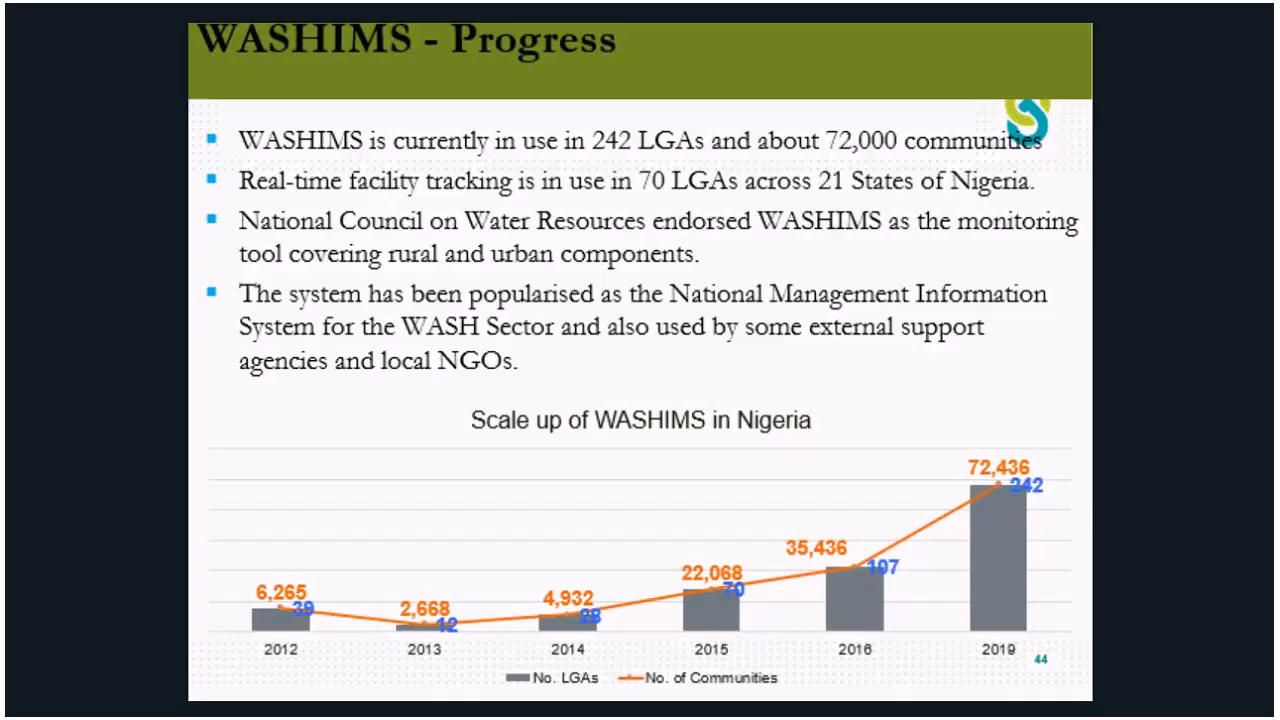 WASHIMS - Progress
WASHIMS is currently in use in 242 LGAs and about 72,000 communities
Real-time facility tracking is in use in 70 LGAs across 21 States of Nigeria.
National Council on Water Resources endorsed WASHIMS as the monitoring
tool covering rural and urban components.
The system has been popularised as the National Management Information
System for the WASH Sector and also used by some external support
agencies and local NGOs.
Scale up of WASHIMS in Nigeria
6,265
39
2,668
12
4,932
28
22,068
70
35,436
107
72,436
242
2012 2013 2014 2015 2016 2019
44
No. LGAs No. of Communities